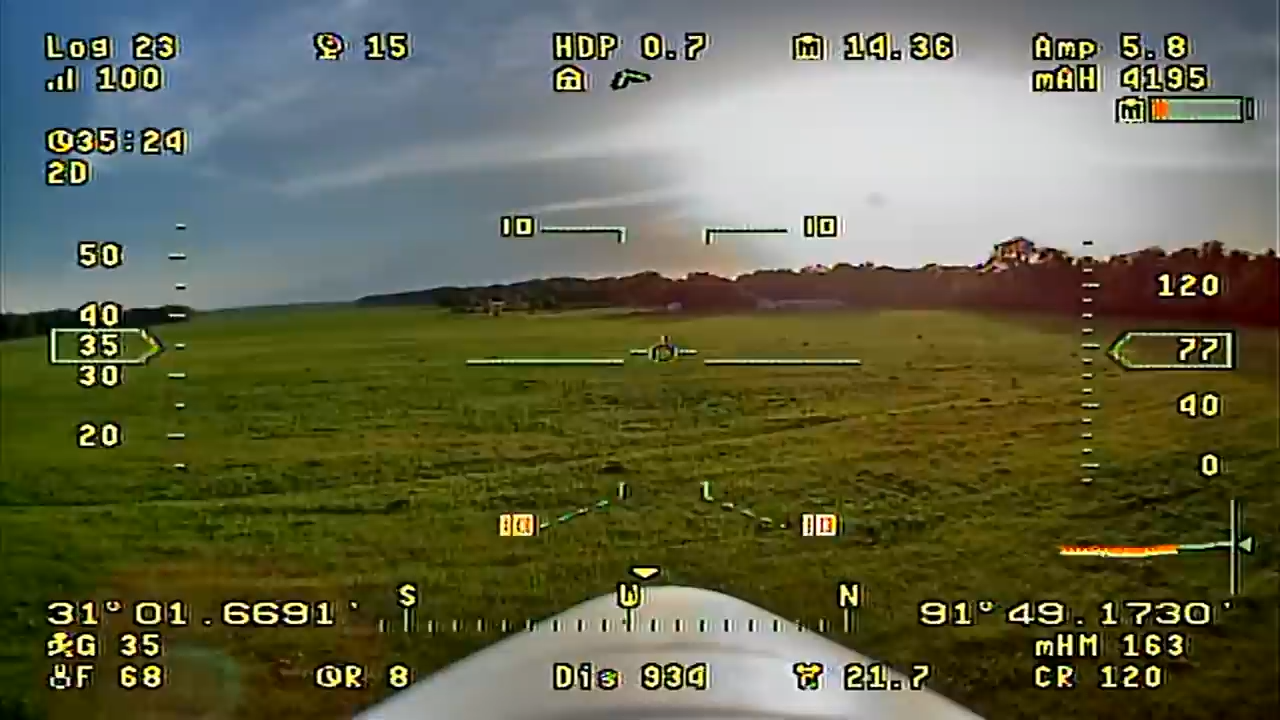 Log 23 15 HDP 0.7 14.36 Amp 5.8
100 mAH 4195
35:24
2D
10 10
50
120
40
35 77
30
40
20
0
10 10
S W N
31° 01.6691' 91° 49.1730'
G 35 mHM 163
F 68 R 8 Dis 934 21.7 CR 120